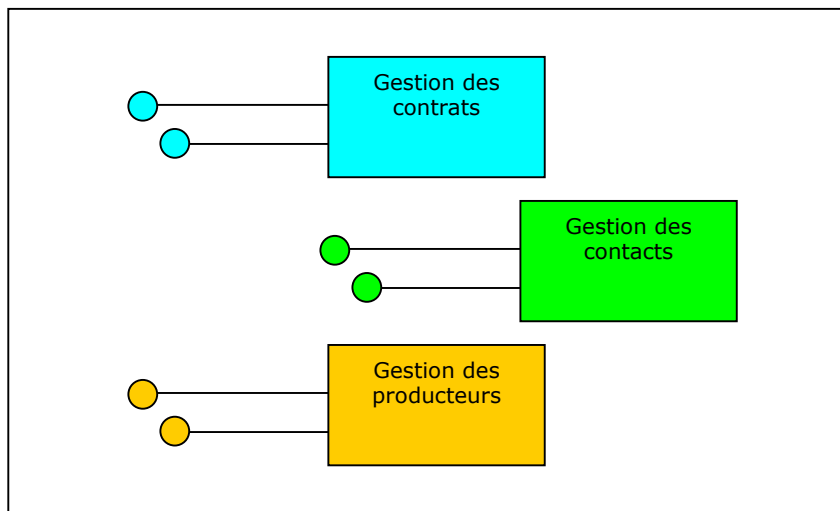 Gestion des
contrats
Gestion des
contacts
Gestion des
producteurs